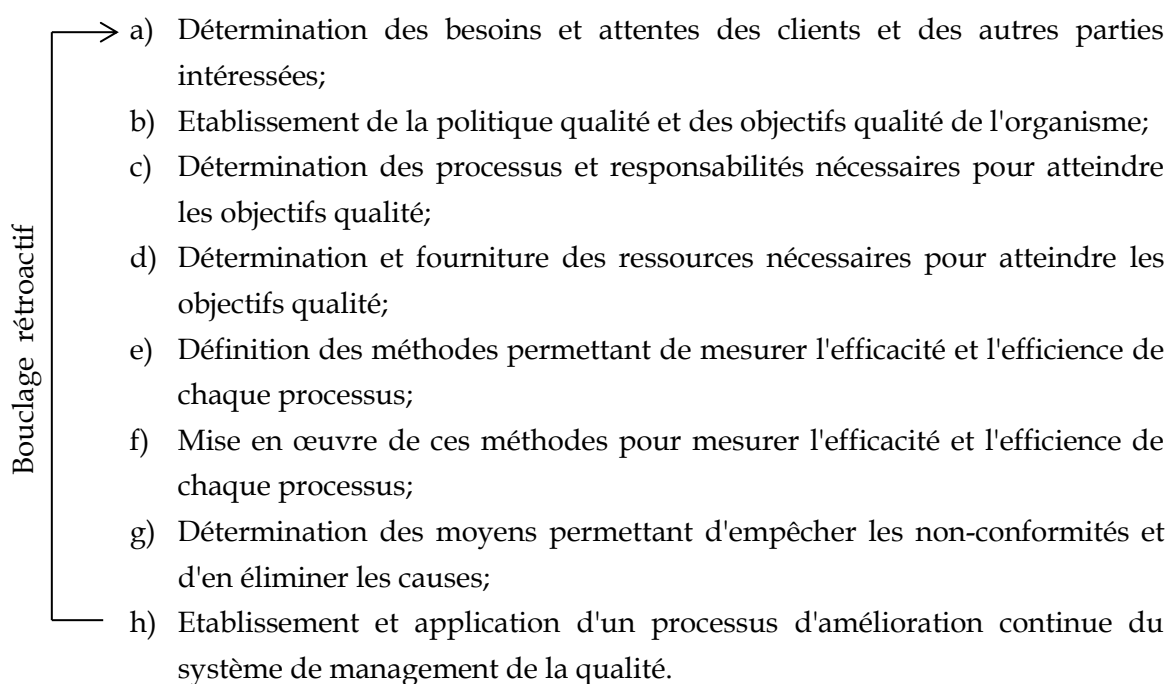 a) Détermination des besoins et attentes des clients et des autres parties
intéressées;
b) Etablissement de la politique qualité et des objectifs qualité de l'organisme;
c) Détermination des processus et responsabilités nécessaires pour atteindre
les objectifs qualité;
d) Détermination et fourniture des ressources nécessaires pour atteindre les
objectifs qualité;
e) Définition des méthodes permettant de mesurer l'efficacité et l'efficience de
chaque processus;
f) Mise en œuvre de ces méthodes pour mesurer l'efficacité et l'efficience de
chaque processus;
g) Détermination des moyens permettant d'empêcher les non-conformités et
d'en éliminer les causes;
h) Etablissement et application d'un processus d'amélioration continue du
système de management de la qualité.
Bouclage rétroactif